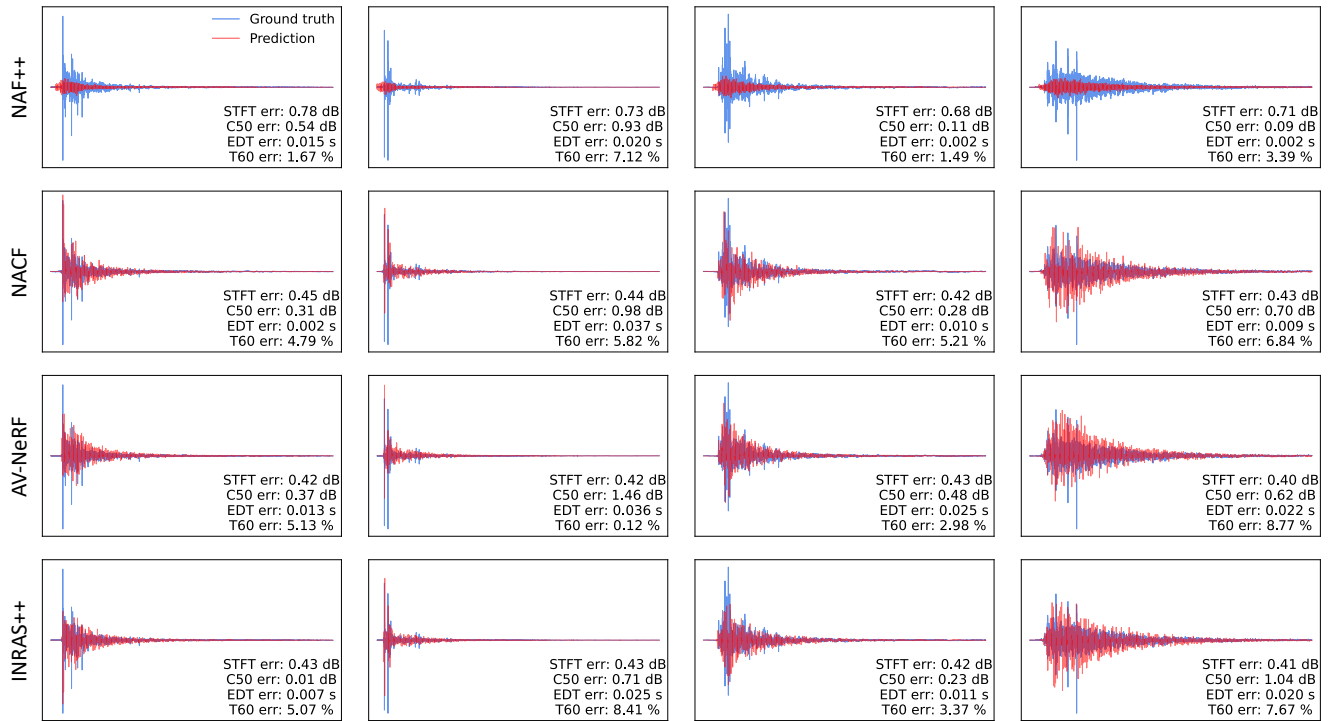 NAF++
Ground truth
Prediction
STFT err: 0.78 dB
C50 err: 0.54 dB
EDT err: 0.015 s
T60 err: 1.67 %
STFT err: 0.73 dB
C50 err: 0.93 dB
EDT err: 0.020 s
T60 err: 7.12 %
STFT err: 0.68 dB
C50 err: 0.11 dB
EDT err: 0.002 s
T60 err: 1.49 %
STFT err: 0.71 dB
C50 err: 0.09 dB
EDT err: 0.002 s
T60 err: 3.39 %
NACF
STFT err: 0.45 dB
C50 err: 0.31 dB
EDT err: 0.002 s
T60 err: 4.79 %
STFT err: 0.44 dB
C50 err: 0.98 dB
EDT err: 0.037 s
T60 err: 5.82 %
STFT err: 0.42 dB
C50 err: 0.28 dB
EDT err: 0.010 s
T60 err: 5.21 %
STFT err: 0.43 dB
C50 err: 0.70 dB
EDT err: 0.009 s
T60 err: 6.84 %
AV-NeRF
STFT err: 0.42 dB
C50 err: 0.37 dB
EDT err: 0.013 s
T60 err: 5.13 %
STFT err: 0.42 dB
C50 err: 1.46 dB
EDT err: 0.036 s
T60 err: 0.12 %
STFT err: 0.43 dB
C50 err: 0.48 dB
EDT err: 0.025 s
T60 err: 2.98 %
STFT err: 0.40 dB
C50 err: 0.62 dB
EDT err: 0.022 s
T60 err: 8.77 %
INRAS++
STFT err: 0.43 dB
C50 err: 0.01 dB
EDT err: 0.007 s
T60 err: 5.07 %
STFT err: 0.43 dB
C50 err: 0.71 dB
EDT err: 0.025 s
T60 err: 8.41 %
STFT err: 0.42 dB
C50 err: 0.23 dB
EDT err: 0.011 s
T60 err: 3.37 %
STFT err: 0.41 dB
C50 err: 1.04 dB
EDT err: 0.020 s
T60 err: 7.67 %